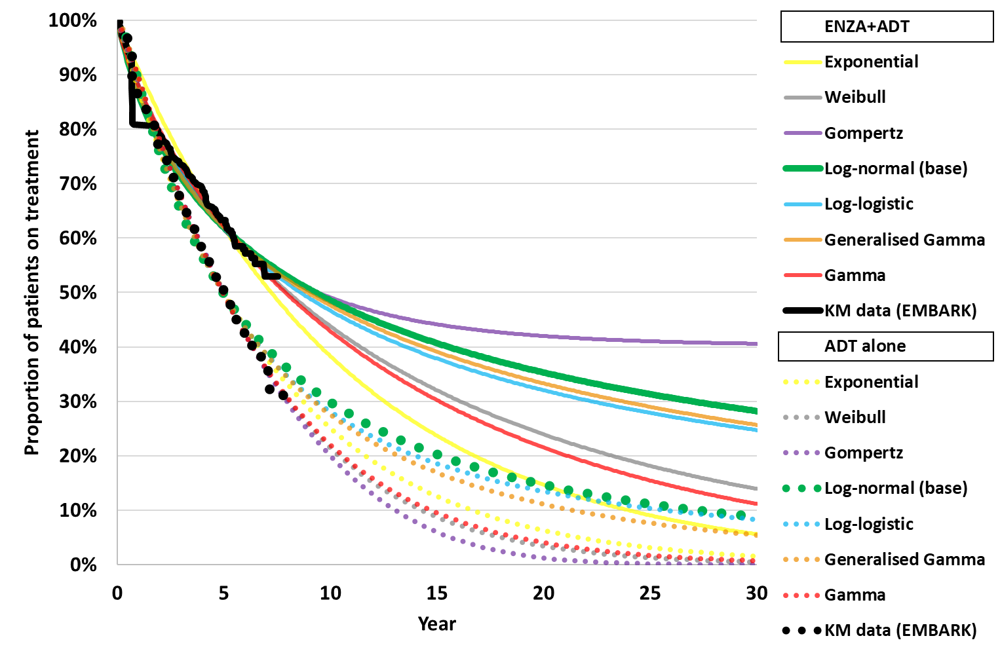 Proportion of patients on treatment
100%
90%
80%
70%
60%
50%
40%
30%
20%
10%
0%
0 5 10 15 20 25 30
Year
ENZA+ADT
Exponential
Weibull
Gompertz
Log-normal (base)
Log-logistic
Generalised Gamma
Gamma
KM data (EMBARK)
ADT alone
Exponential
Weibull
Gompertz
Log-normal (base)
Log-logistic
Generalised Gamma
Gamma
KM data (EMBARK)